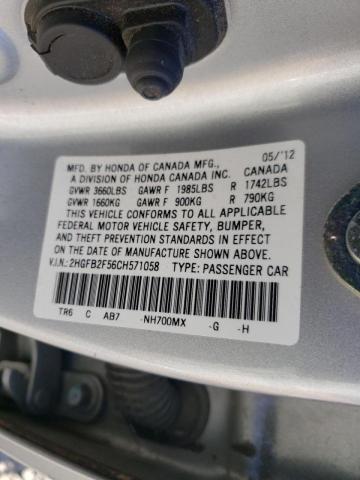 MFD. BY HONDA OF CANADA MFG., 05/'12
A DIVISION OF HONDA CANADA INC. CANADA
GVWR 3660LBS GAWR F 1985LBS R 1742LBS
GVWR 1660KG GAWR F 900KG R 790KG
THIS VEHICLE CONFORMS TO ALL APPLICABLE
FEDERAL MOTOR VEHICLE SAFETY, BUMPER,
AND THEFT PREVENTION STANDARDS IN EFFECT
ON THE DATE OF MANUFACTURE SHOWN ABOVE.
V.I.N.: 2HGFB2F56CH571058 TYPE: PASSENGER CAR
TR6 C AB7 -NH700MX -G -H